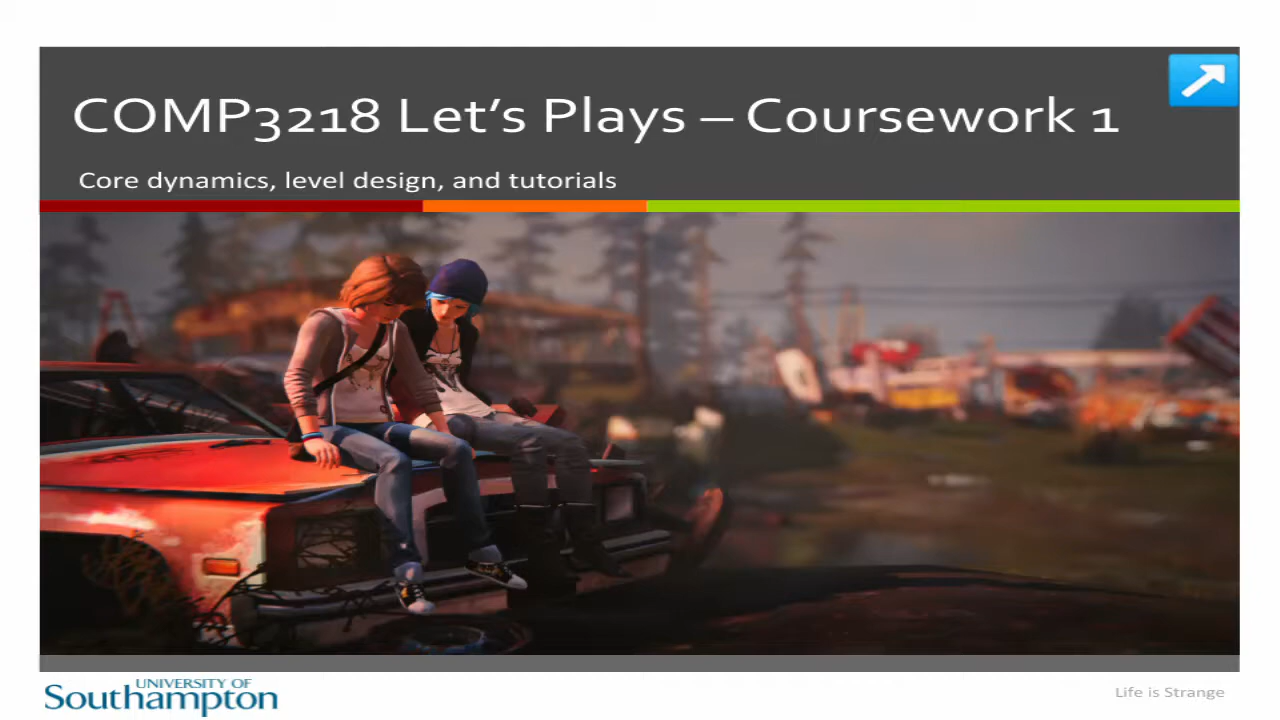 COMP3218 Let’s Plays – Coursework 1
Core dynamics, level design, and tutorials
UNIVERSITY OF
Southampton
Life is Strange